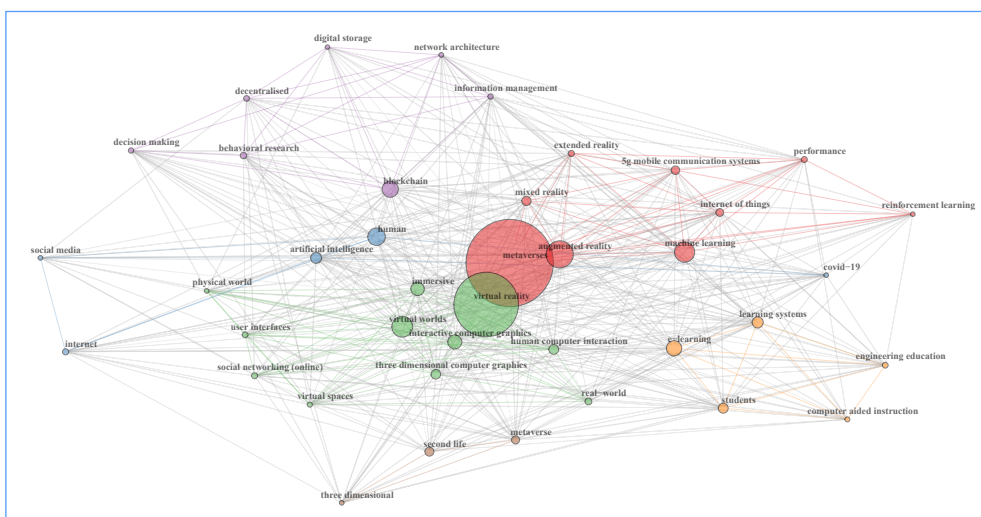 digital storage
network architecture
decentralised
information management
decision making
behavioral research
extended reality
performance
5g mobile communication systems
blockchain
mixed reality
internet of things
reinforcement learning
human
social media
artificial intelligence
augmented reality
machine learning
metaverses
covid-19
physical world
immersive
virtual reality
virtual worlds
learning systems
user interfaces
interactive computer graphics
human computer interaction
e-learning
internet
social networking (online)
three dimensional computer graphics
engineering education
virtual spaces
real-world
students
computer aided instruction
second life
metaverse
three dimensional